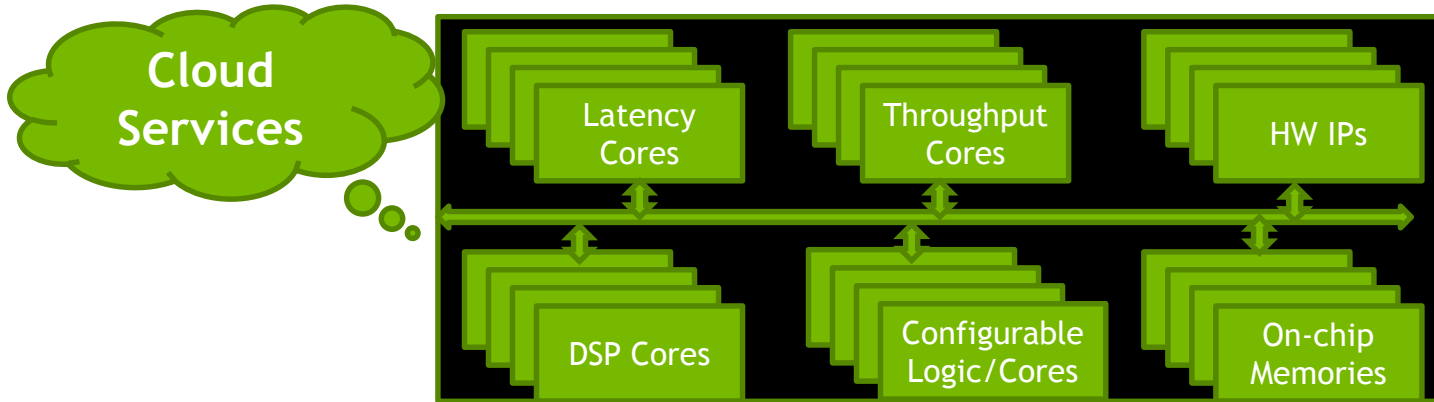 Cloud
Services
Latency
Cores
Throughput
Cores
HW IPs
DSP Cores
Configurable
Logic/Cores
On-chip
Memories